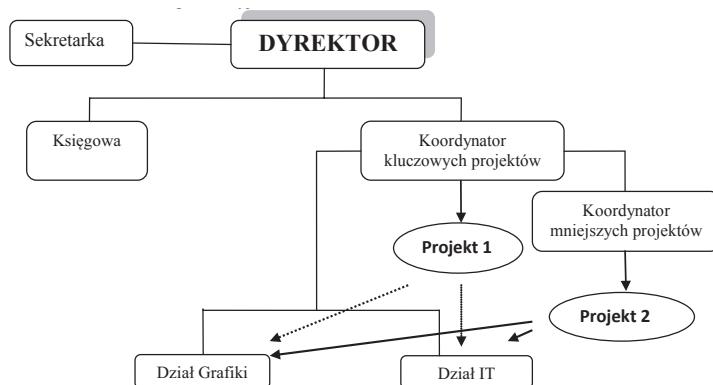 Sekretarka
DYREKTOR
Księgowa
Koordynator
kluczowych projektów
Koordynator
mniejszych projektów
Projekt 1
Projekt 2
Dział Grafiki
Dział IT